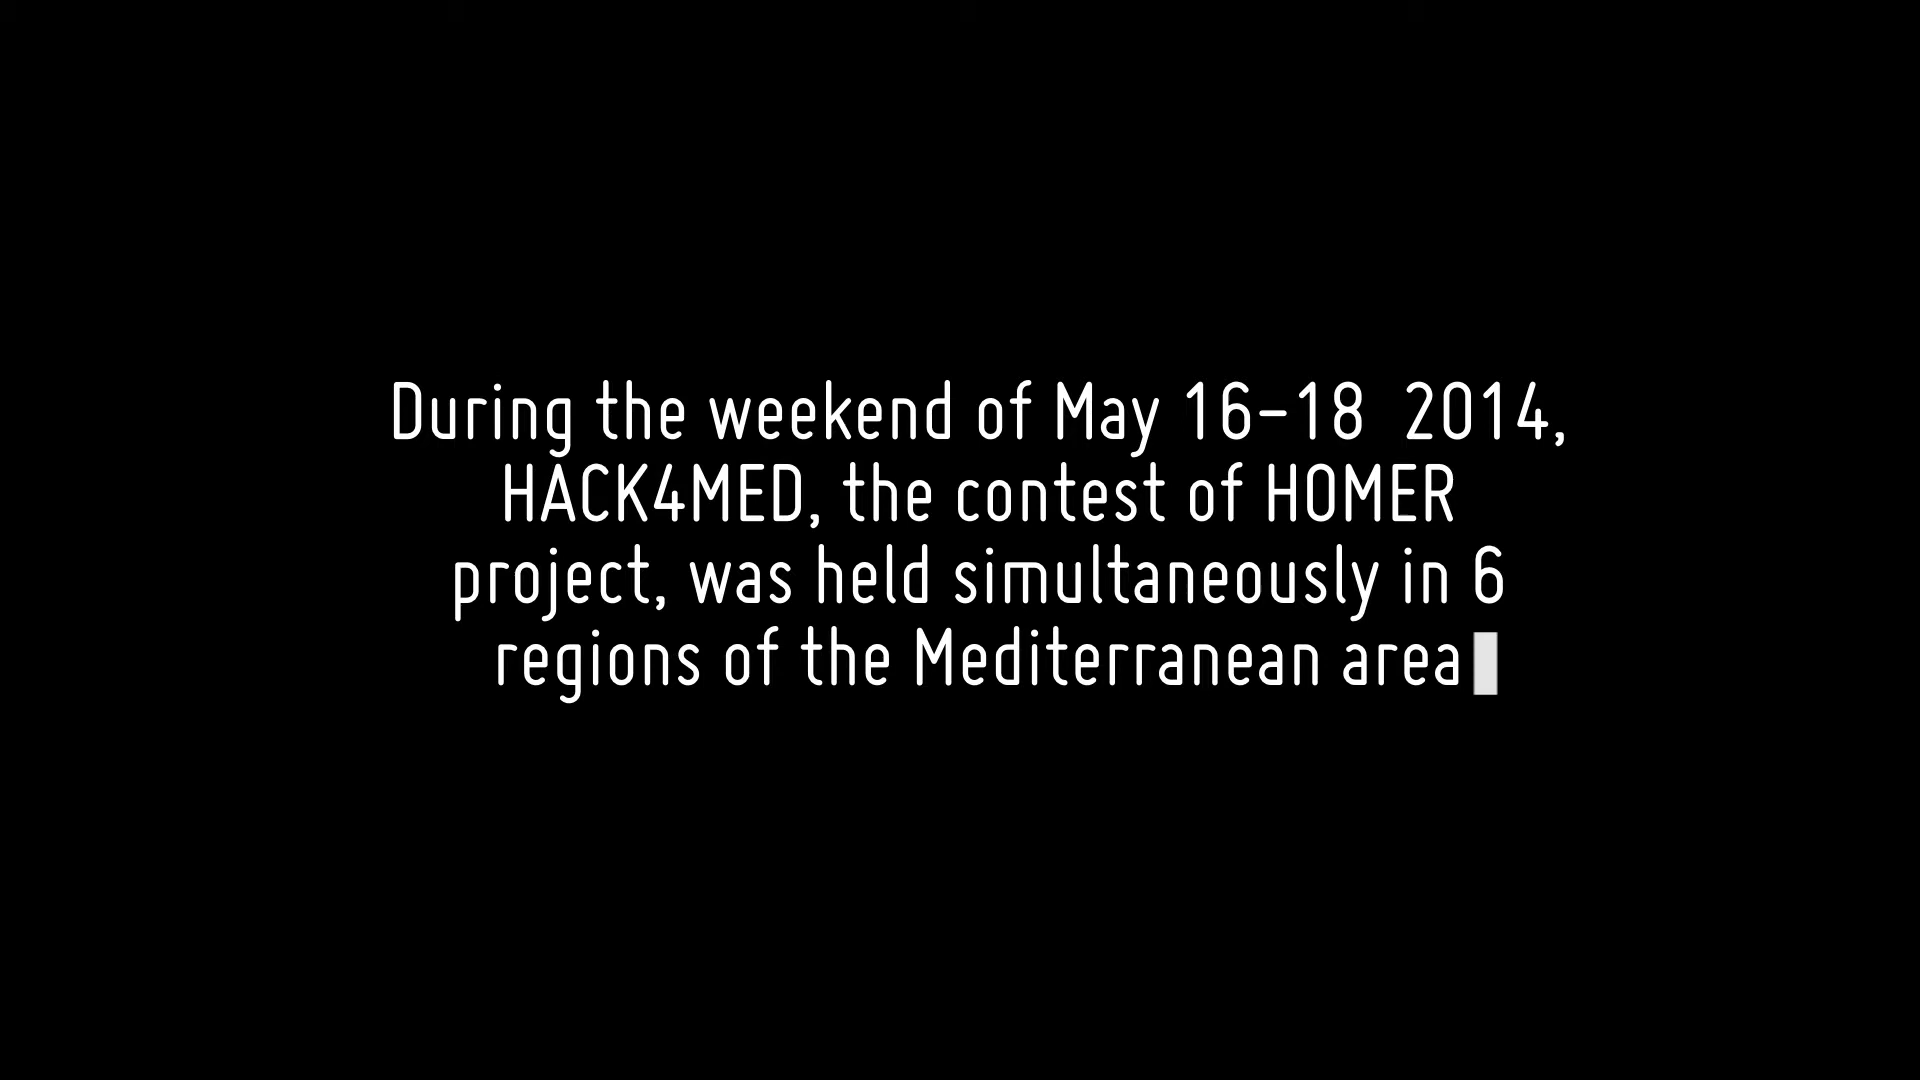 During the weekend of May 16-18  2014,
HACK4MED, the contest of HOMER
project, was held simultaneously in 6
regions of the Mediterranean area